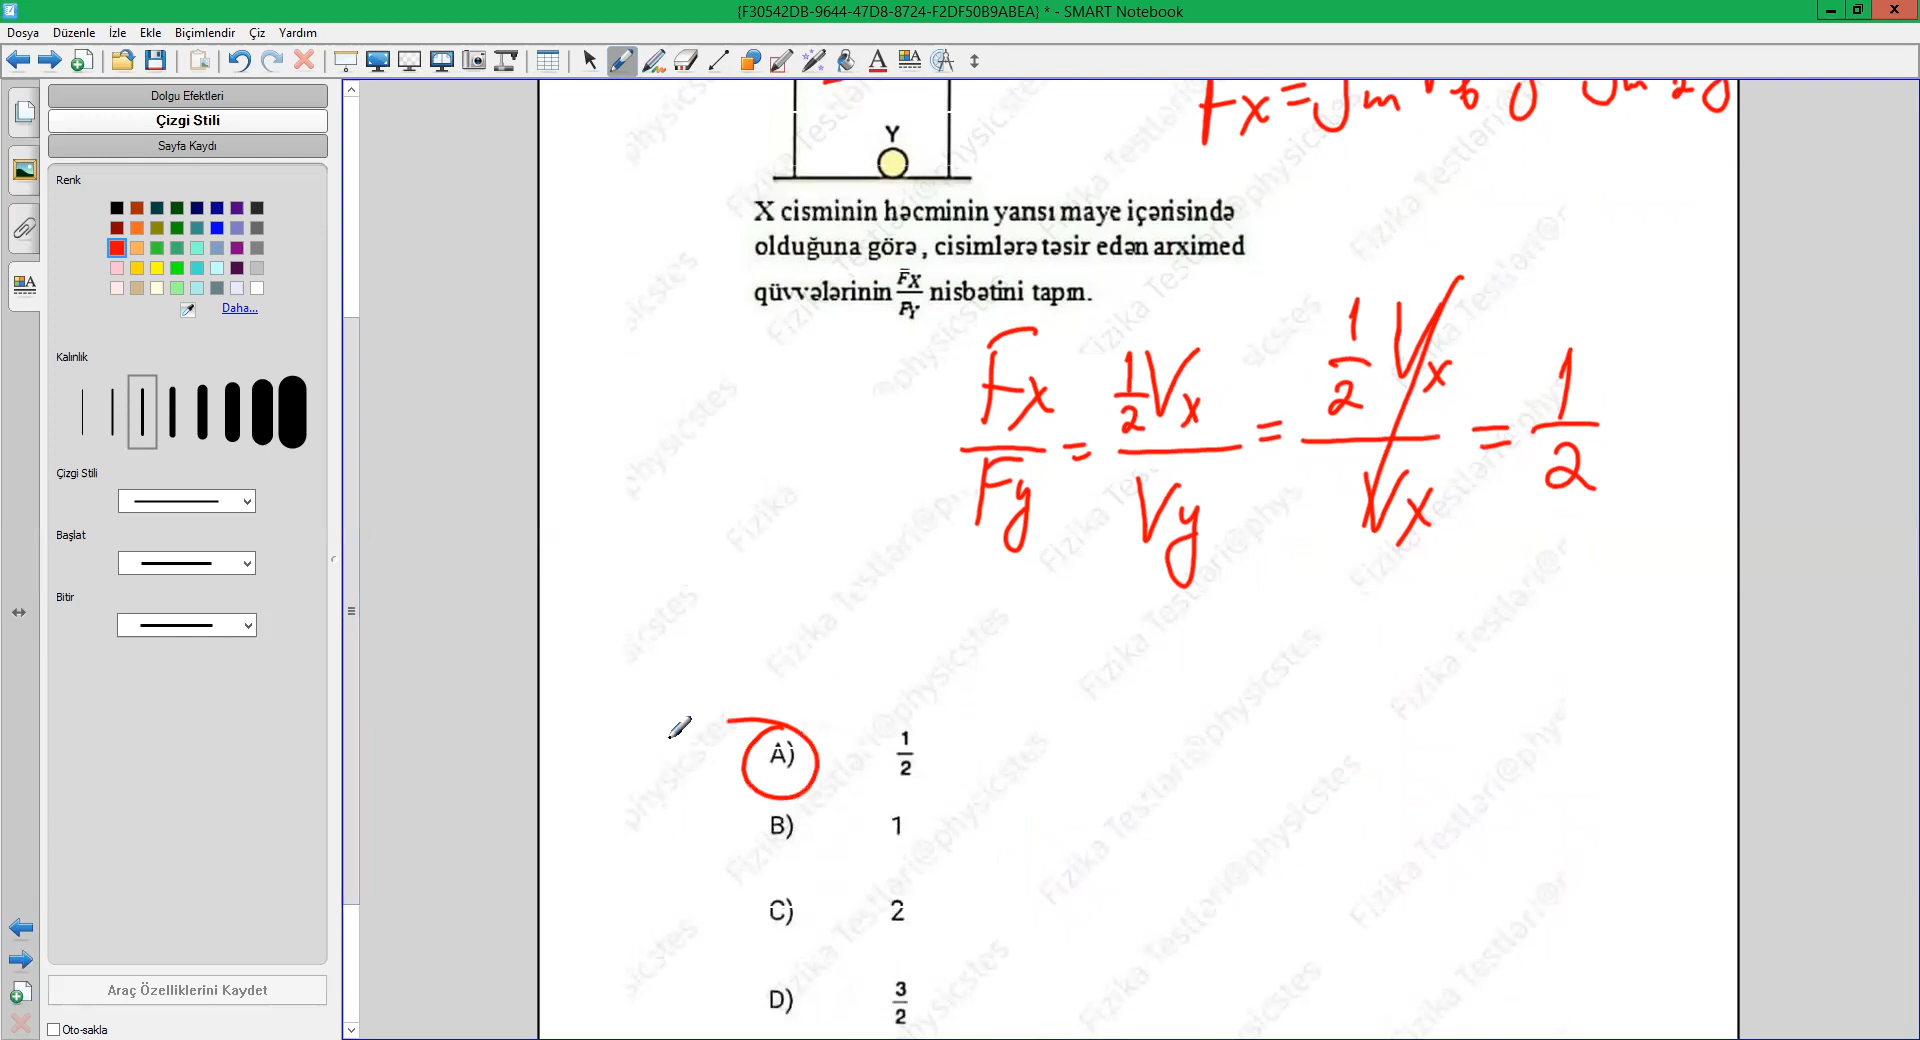 {F30542DB-9644-47D8-8724-F2DF50B9ABEA} * - SMART Notebook
Dosya Düzenle İzle Ekle Biçimlendir Çiz Yardım
Dolgu Efektleri
Çizgi Stili
Sayfa Kaydı
Renk
Daha...
Kalınlık
Çizgi Stili
Başlat
Bitir
Araç Özelliklerini Kaydet
Oto-sakla
Y
X cisminin həcminin yarısı maye içərisində
olduğuna görə , cisimlərə təsir edən arximed
qüvvələrinin Fx/FY nisbətini tapın.
Fx/Fy = 1/2 Vx/Vy = 1/2 Vx/Vx = 1/2
A) 1/2
B) 1
C) 2
D) 3/2